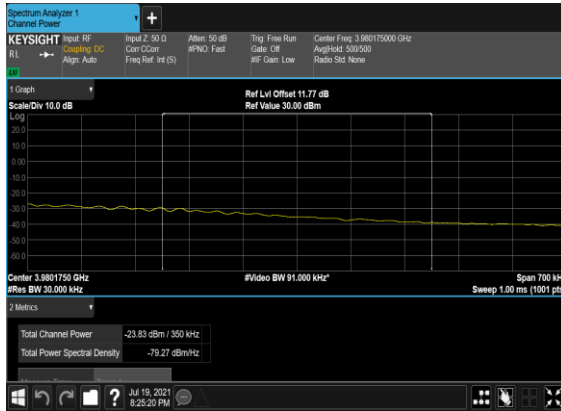 Spectrum Analyzer 1
Channel Power
+
KEYSIGHT
RL
Input: RF
Coupling: DC
Align: Auto
Input Z: 50 Ω
Corr CCorr
Freq Ref: Int (S)
Atten: 50 dB
#PNO: Fast
Trig: Free Run
Gate: Off
#IF Gain: Low
Center Freq: 3.980175000 GHz
Avg|Hold: 500/500
Radio Std: None
1 Graph
Scale/Div 10.0 dB
Ref Lvl Offset 11.77 dB
Ref Value 30.00 dBm
Log
20.0
10.0
0.00
-10.0
-20.0
-30.0
-40.0
-50.0
-60.0
Center 3.9801750 GHz
#Res BW 30.000 kHz
#Video BW 91.000 kHz*
Span 700 kH
Sweep 1.00 ms (1001 pts
2 Metrics
Total Channel Power -23.83 dBm / 350 kHz
Total Power Spectral Density -79.27 dBm/Hz
?
Jul 19, 2021
8:25:20 PM